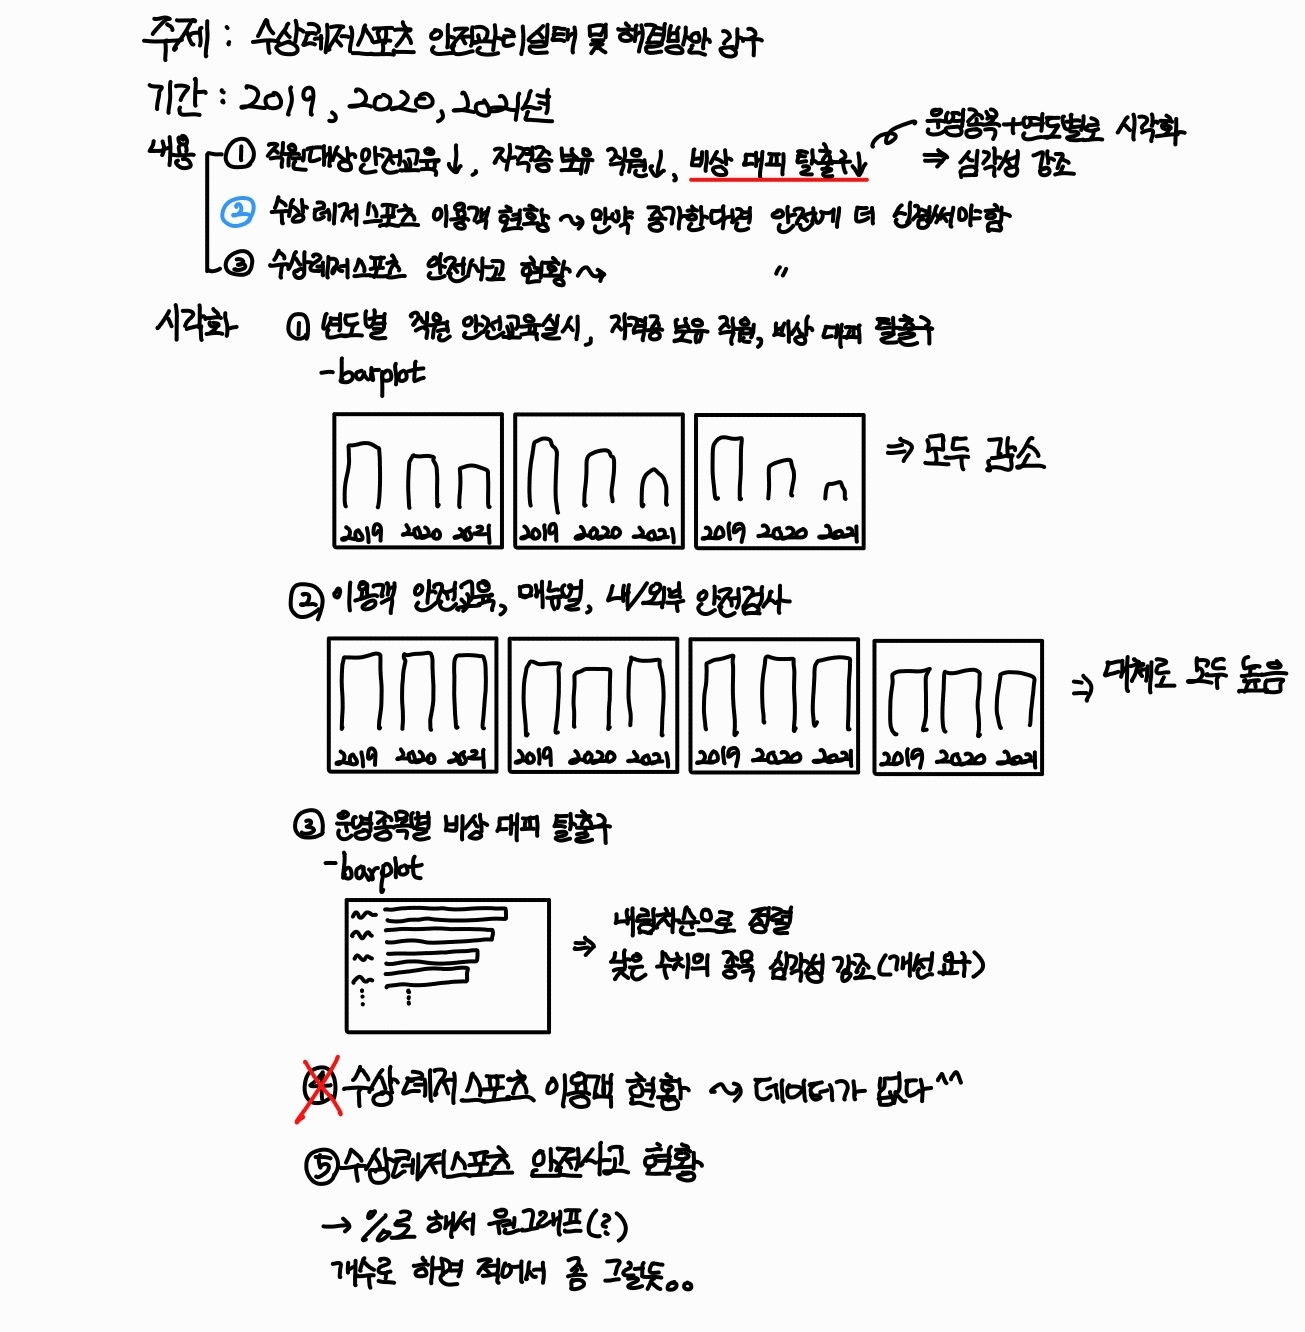 주제 : 수상레저스포츠 안전관리실태 및 해결방안 강구
기간 : 2019, 2020, 2021년
내용 ① 직원대상 안전교육↓, 자격증 보유 직원↓, 비상 대피 탈출구↓
운영종목+연도별로 시각화
⇒ 심각성 강조
② 수상레저스포츠 이용객 현황 ⤳ 만약 증가한다면 안전에 더 신경써야함
③ 수상레저스포츠 안전사고 현황 ⤳ 〃
시각화 ① 년도별 직원 안전교육실시, 자격증 보유 직원, 비상 대피 탈출구
-barplot
2019 2020 2021 2019 2020 2021 2019 2020 2021
⇒ 모두 감소
② 이용객 안전교육, 매뉴얼, 내/외부 안전검사
2019 2020 2021 2019 2020 2021 2019 2020 2021 2019 2020 2021
⇒ 대체로 모두 높음
③ 운영종목별 비상 대피 탈출구
-barplot
⇒ 내림차순으로 정렬
낮은 수치의 종목 심각성 강조(개선 요구)
④ 수상레저스포츠 이용객 현황 ⤳ 데이터가 없다^^
⑤ 수상레저스포츠 안전사고 현황
→ %로 해서 원그래프(?)
개수로 하면 적어서 좀 그럴듯..